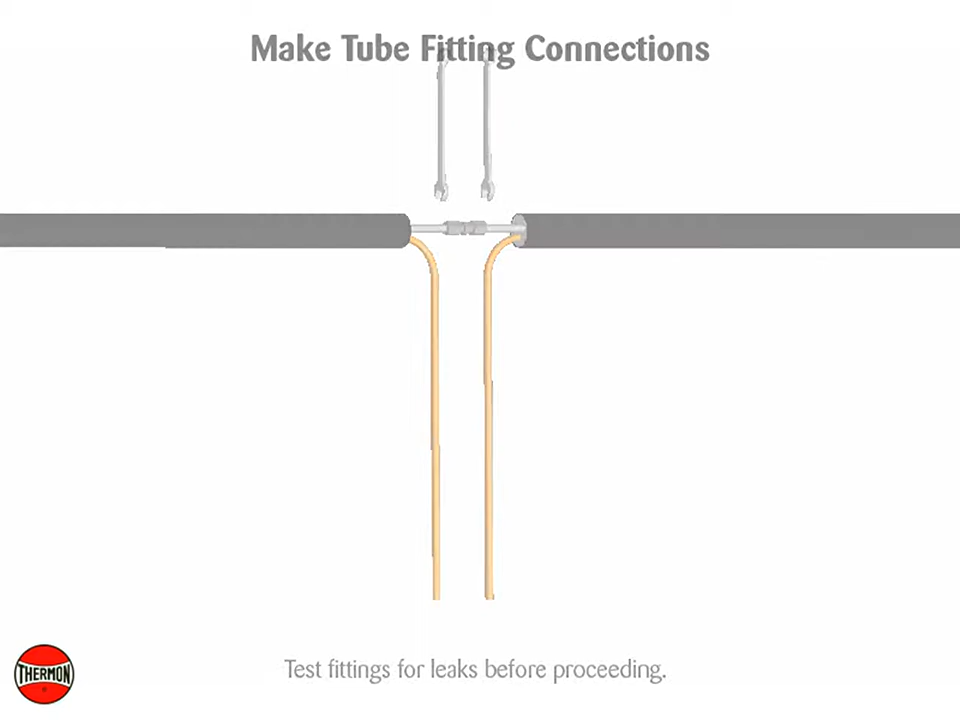 Make Tube Fitting Connections
THERMON
Test fittings for leaks before proceeding.